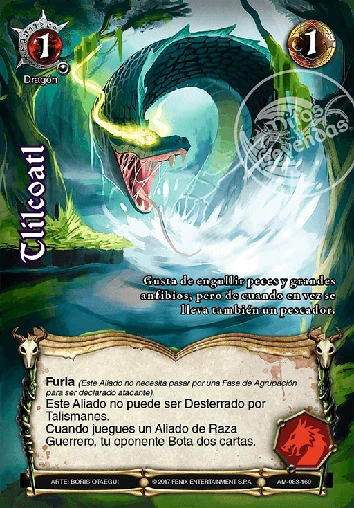 1
1
Dragón
Mitos y Leyendas
Tlilcoatl
Gusta de engullir peces y grandes
anfibios, pero de cuando en vez se
lleva también un pescador.
Furia (Este Aliado no necesita pasar por una Fase de Agrupación
para ser declarado atacante).
Este Aliado no puede ser Desterrado por
Talismanes.
Cuando juegues un Aliado de Raza
Guerrero, tu oponente Bota dos cartas.
ARTE: BORIS OTAEGUI
©2017 FENIX ENTERTAINMENT S.P.A.